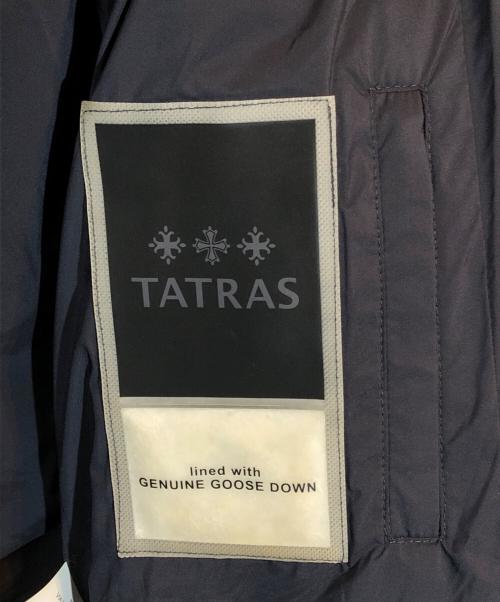 TATRAS
lined with
GENUINE GOOSE DOWN